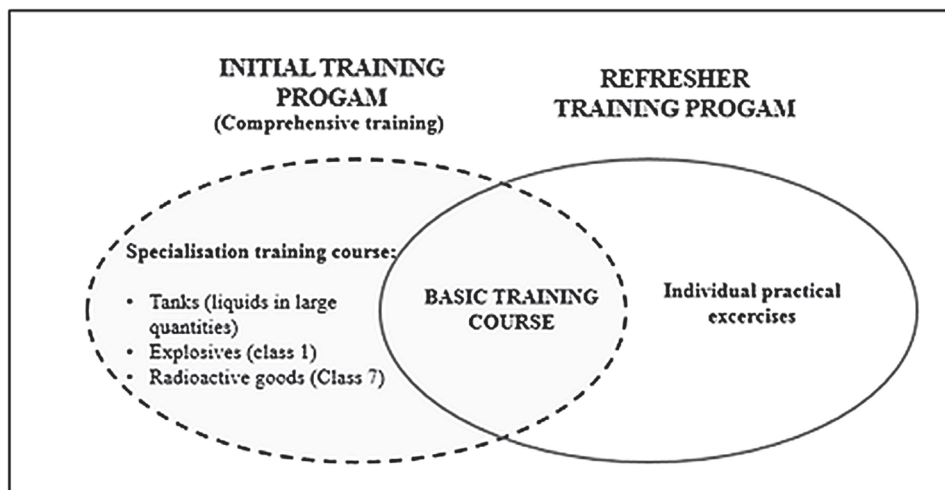 INITIAL TRAINING
PROGAM
(Comprehensive training)
REFRESHER
TRAINING PROGAM
Specialisation training course:
• Tanks (liquids in large
quantities)
• Explosives (class 1)
• Radioactive goods (Class 7)
BASIC TRAINING
COURSE
Individual practical
excercises